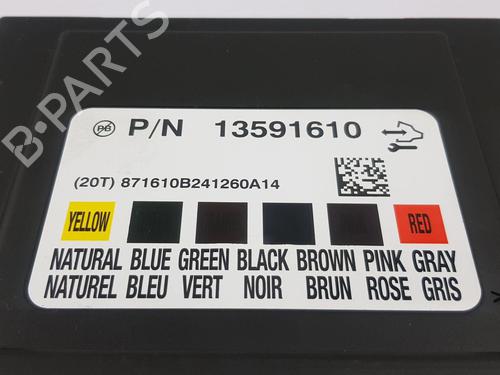 B-PARTS
PB
P/N 13591610
(20T) 871610B241260A14
YELLOW
RED
NATURAL BLUE GREEN BLACK BROWN PINK GRAY
NATUREL BLEU VERT NOIR BRUN ROSE GRIS